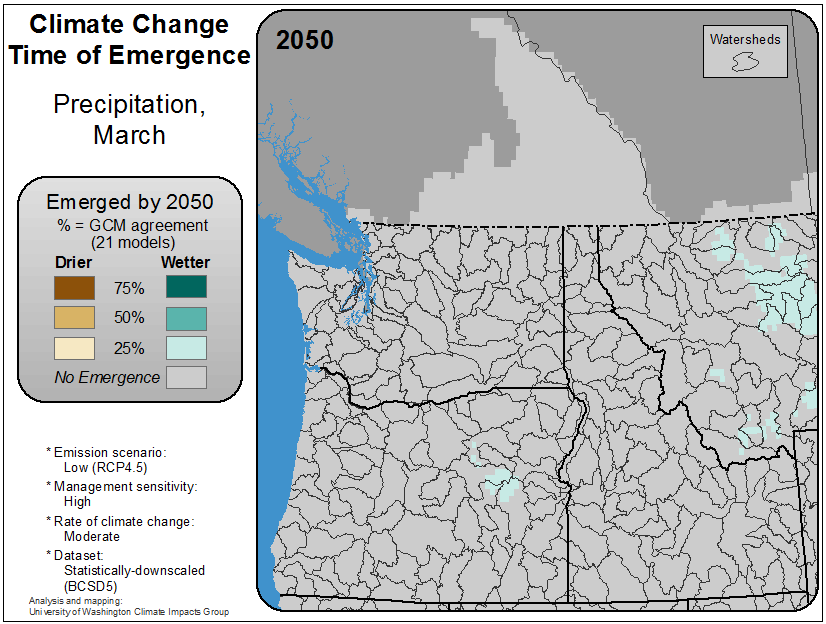 Climate Change
Time of Emergence
Precipitation,
March
Emerged by 2050
% = GCM agreement
(21 models)
Drier Wetter
75%
50%
25%
No Emergence
* Emission scenario:
Low (RCP4.5)
* Management sensitivity:
High
* Rate of climate change:
Moderate
* Dataset:
Statistically-downscaled
(BCSD5)
Analysis and mapping:
University of Washington Climate Impacts Group
2050
Watersheds